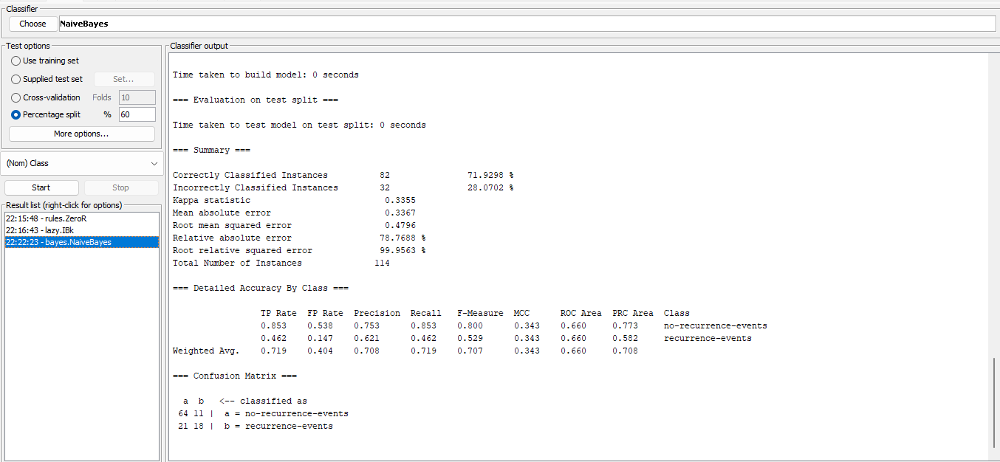 Classifier
Choose NaiveBayes
Test options
Use training set
Supplied test set Set...
Cross-validation Folds 10
Percentage split % 60
More options...
(Nom) Class
Start Stop
Result list (right-click for options)
22:15:48 - rules.ZeroR
22:16:43 - lazy.IBk
22:22:23 - bayes.NaiveBayes
Classifier output
Time taken to build model: 0 seconds
=== Evaluation on test split ===
Time taken to test model on test split: 0 seconds
=== Summary ===
Correctly Classified Instances 82 71.9298 %
Incorrectly Classified Instances 32 28.0702 %
Kappa statistic 0.3355
Mean absolute error 0.3367
Root mean squared error 0.4796
Relative absolute error 78.7688 %
Root relative squared error 99.9563 %
Total Number of Instances 114
=== Detailed Accuracy By Class ===
TP Rate FP Rate Precision Recall F-Measure MCC ROC Area PRC Area Class
0.853 0.538 0.753 0.853 0.800 0.343 0.660 0.773 no-recurrence-events
0.462 0.147 0.621 0.462 0.529 0.343 0.660 0.582 recurrence-events
Weighted Avg. 0.719 0.404 0.708 0.719 0.707 0.343 0.660 0.708
=== Confusion Matrix ===
a b <-- classified as
64 11 | a = no-recurrence-events
21 18 | b = recurrence-events